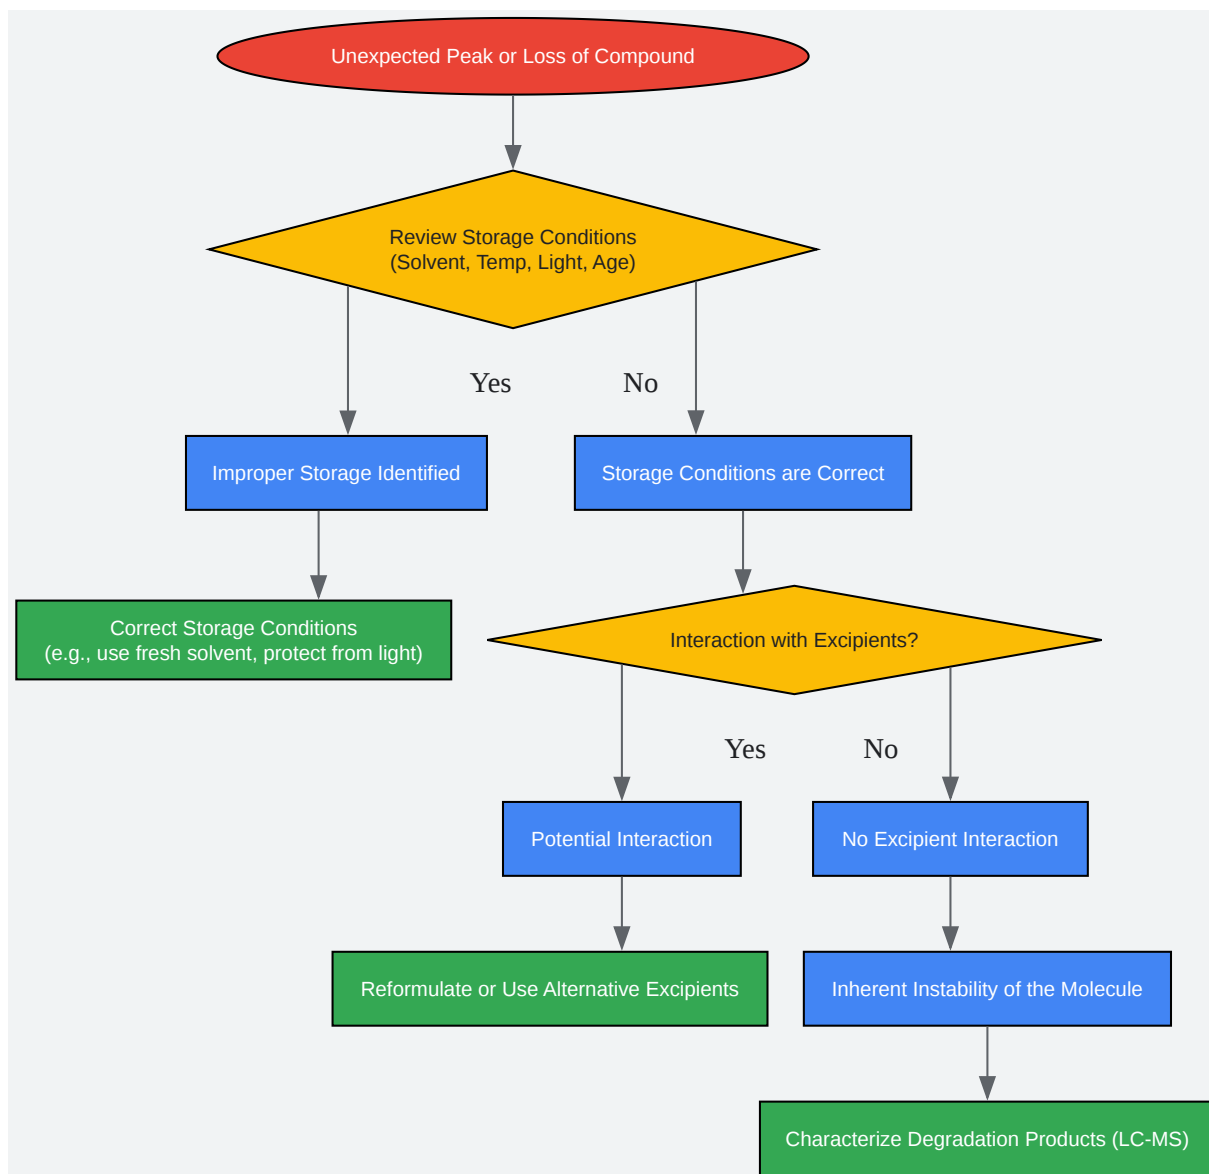 Unexpected Peak or Loss of Compound
Review Storage Conditions
(Solvent, Temp, Light, Age)
Yes
No
Improper Storage Identified
Storage Conditions are Correct
Correct Storage Conditions
(e.g., use fresh solvent, protect from light)
Interaction with Excipients?
Yes
No
Potential Interaction
No Excipient Interaction
Reformulate or Use Alternative Excipients
Inherent Instability of the Molecule
Characterize Degradation Products (LC-MS)